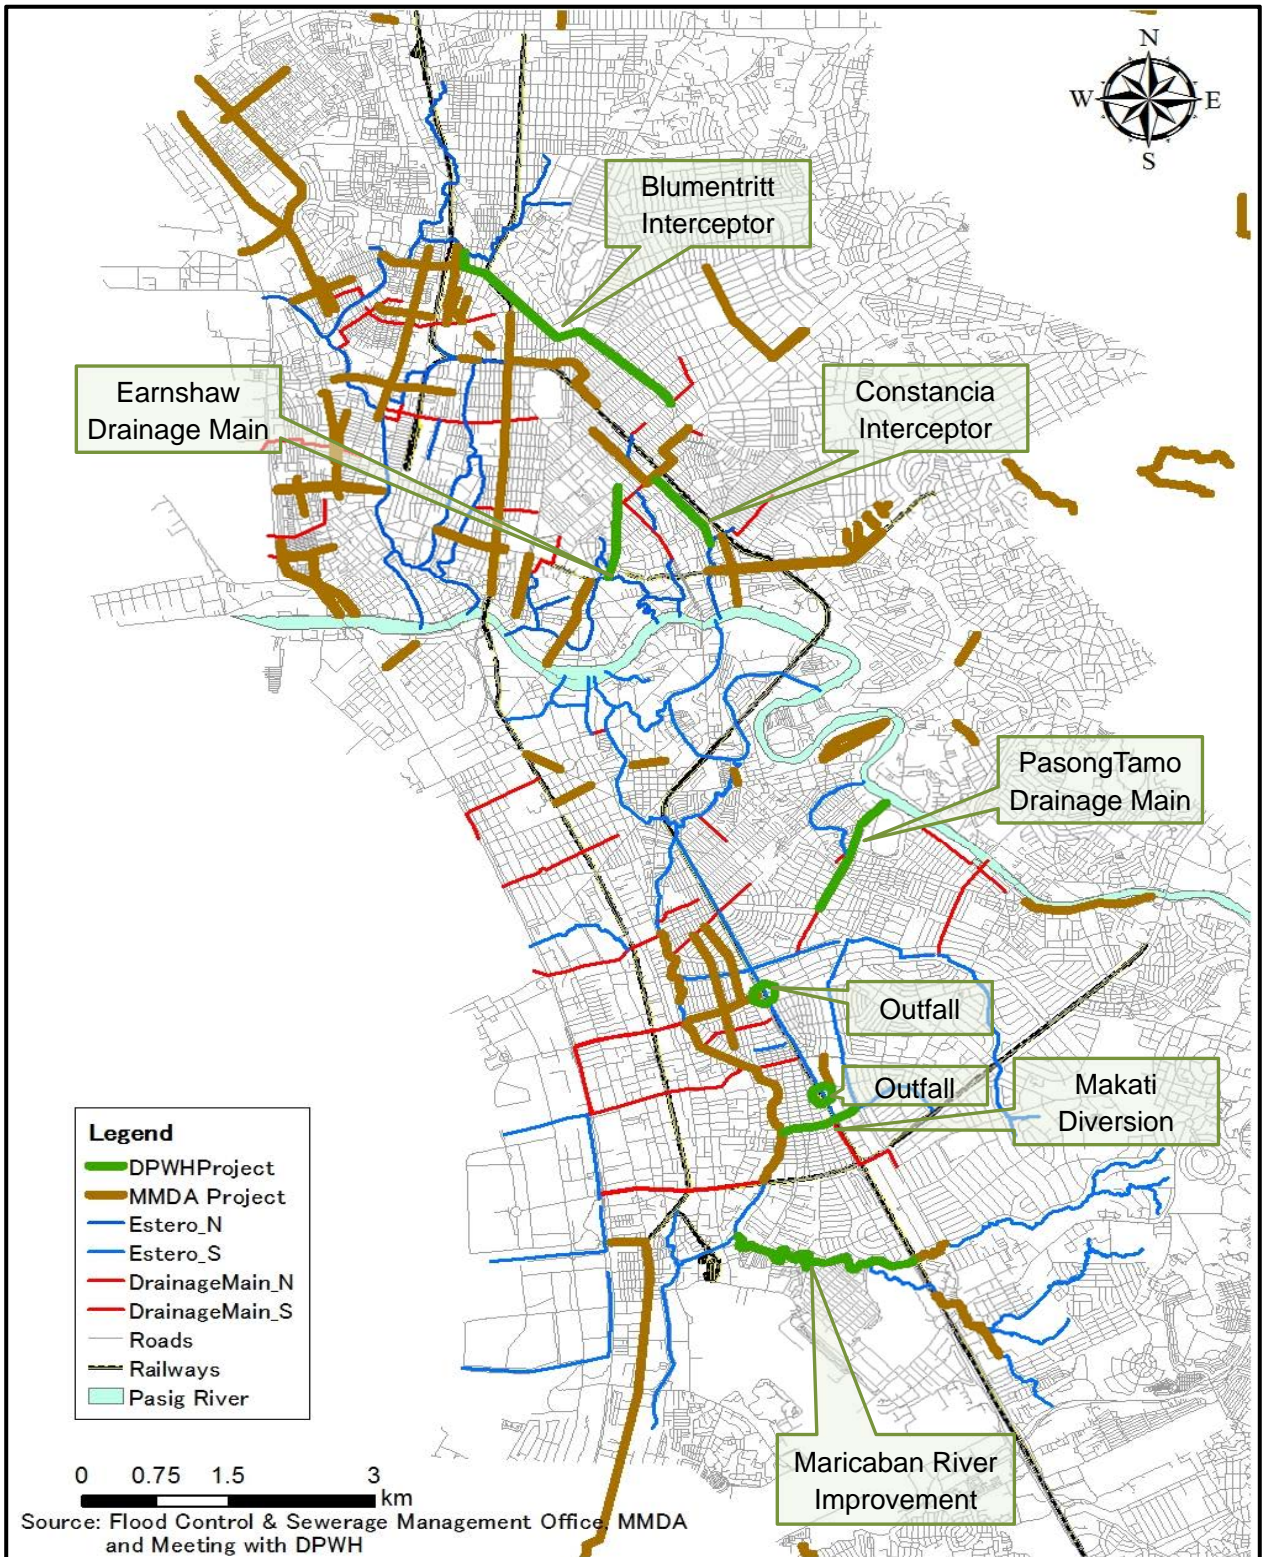 N
W E
S
Blumentritt
Interceptor
Earnshaw
Drainage Main
Constancia
Interceptor
PasongTamo
Drainage Main
Outfall
Outfall
Makati
Diversion
Maricaban River
Improvement
Legend
DPWHProject
MMDA Project
Estero_N
Estero_S
DrainageMain_N
DrainageMain_S
Roads
Railways
Pasig River
0 0.75 1.5 3
km
Source: Flood Control & Sewerage Management Office, MMDA
and Meeting with DPWH